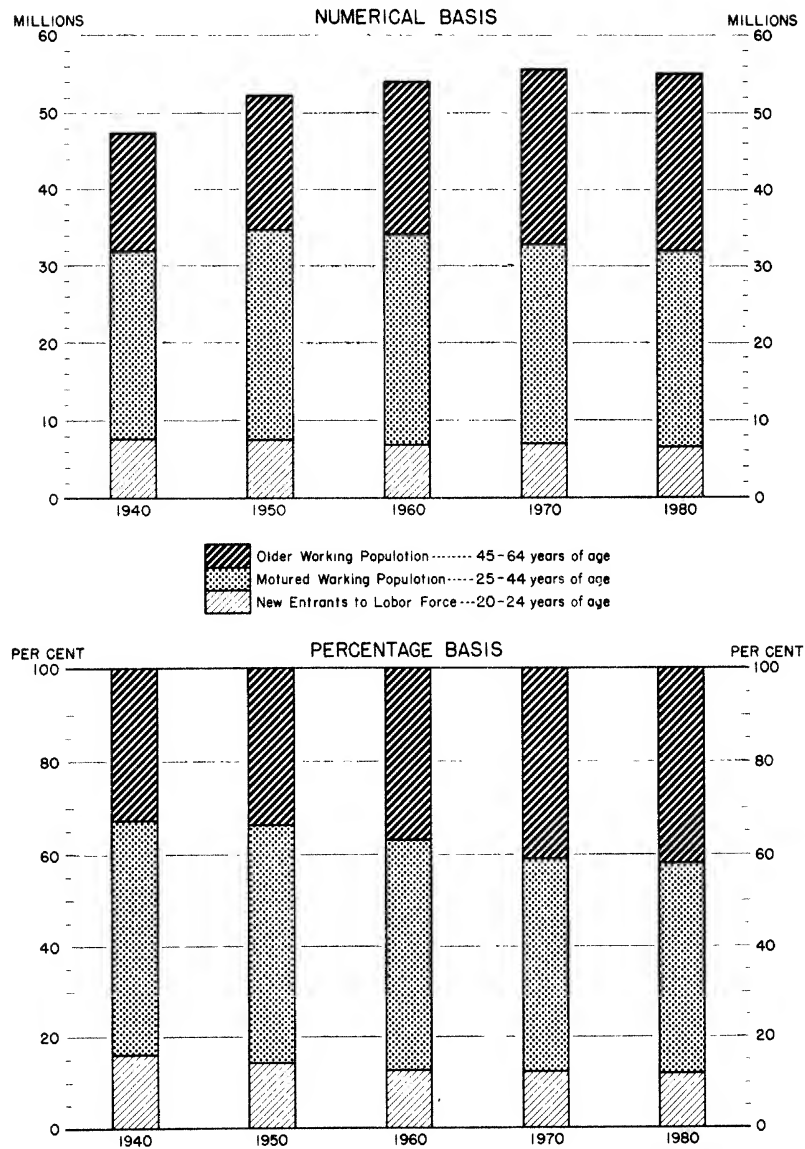 NUMERICAL BASIS
MILLIONS MILLIONS
60 60
50 50
40 40
30 30
20 20
10 10
0 0
1940 1950 1960 1970 1980
Older Working Population ------- 45-64 years of age
Motured Warking Population ----- 25-44 years of age
New Entrants to Labor Force --- 20-24 years of age
PERCENTAGE BASIS
PER CENT PER CENT
100 100
80 80
60 60
40 40
20 20
0 0
1940 1950 1960 1970 1980